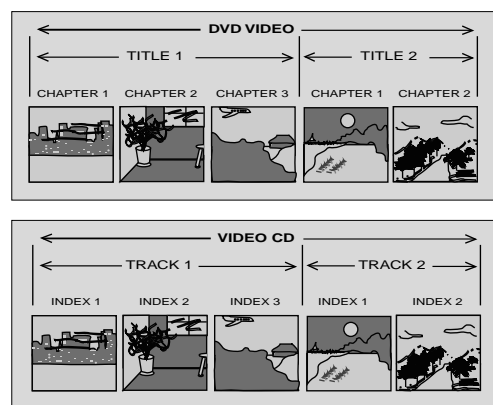 DVD VIDEO
TITLE 1 TITLE 2
CHAPTER 1 CHAPTER 2 CHAPTER 3 CHAPTER 1 CHAPTER 2
VIDEO CD
TRACK 1 TRACK 2
INDEX 1 INDEX 2 INDEX 3 INDEX 1 INDEX 2